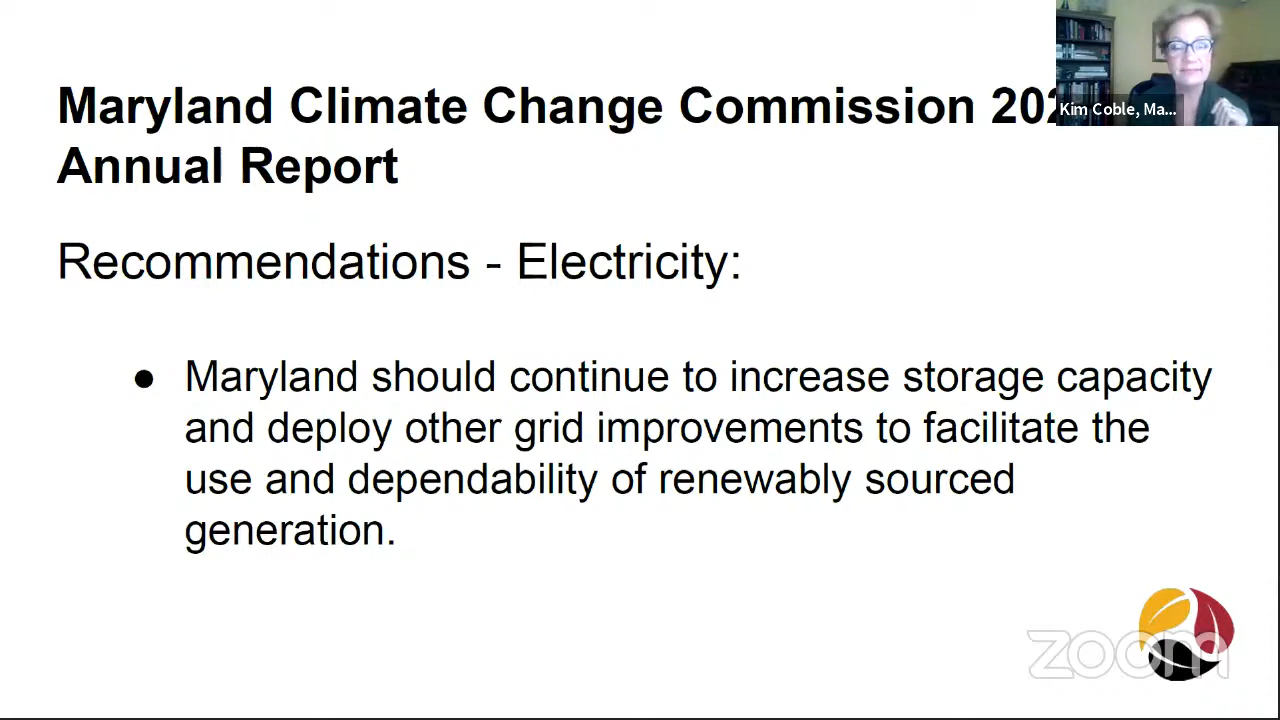 Maryland Climate Change Commission 202
Annual Report
Kim Coble, Ma...
Recommendations - Electricity:
● Maryland should continue to increase storage capacity
and deploy other grid improvements to facilitate the
use and dependability of renewably sourced
generation.
zoom